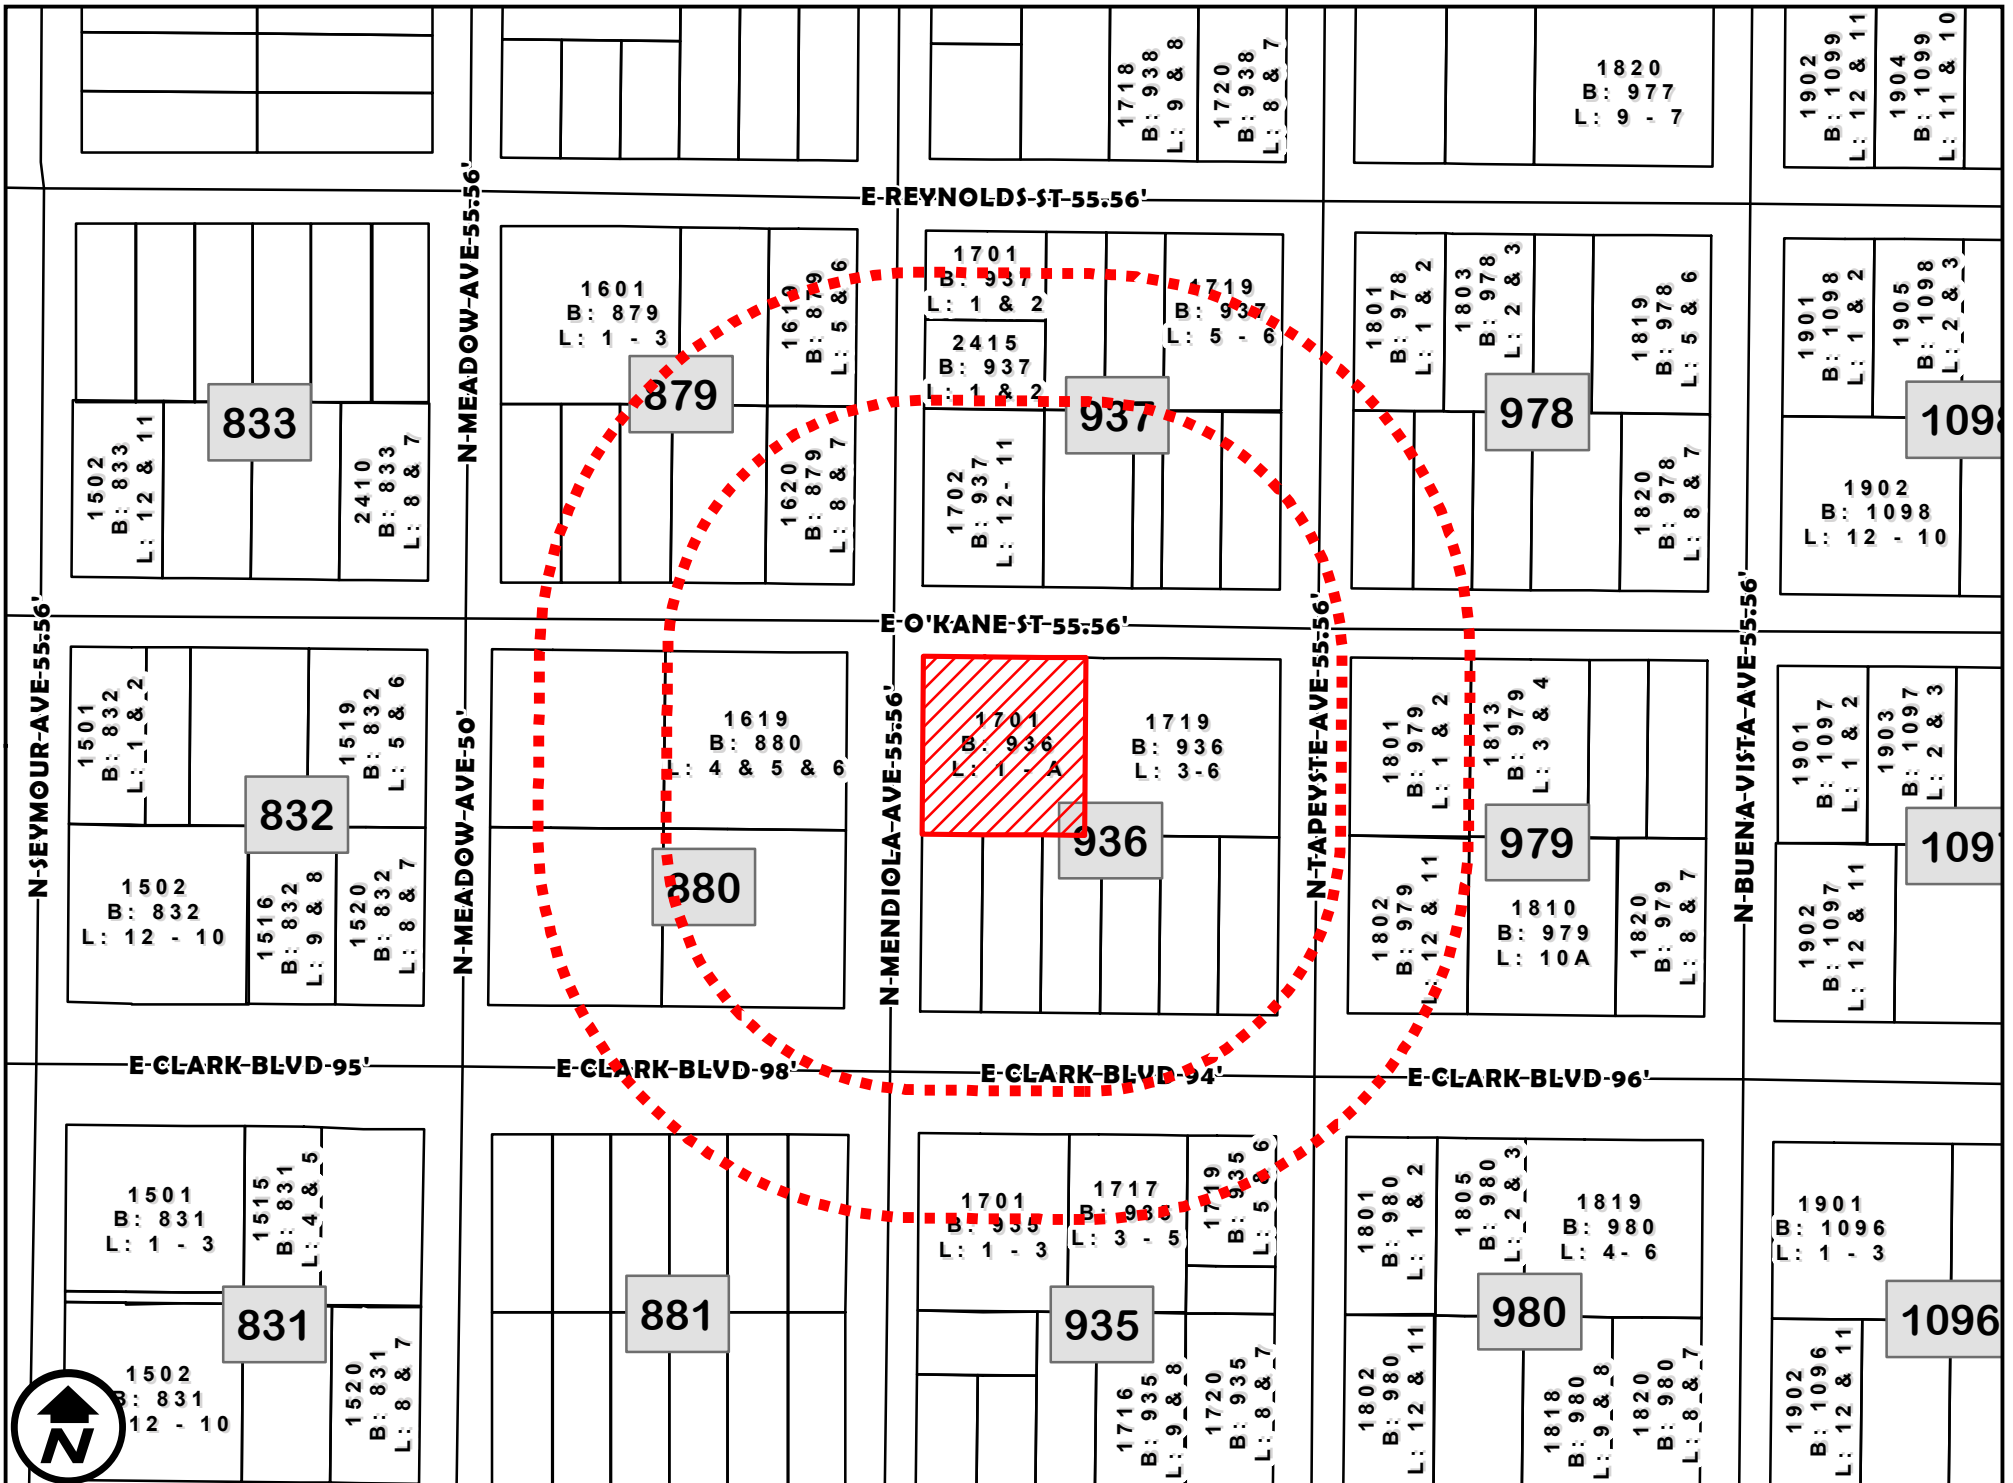 1718
B: 938
L: 9 & 8
1720
B: 938
L: 8 & 7
1820
B: 977
L: 9 - 7
1902
B: 1099
L: 12 & 11
1904
B: 1099
L: 11 & 10
E-REYNOLDS-ST-55.56'
N-MEADOW-AVE-55.56'
1601
B: 879
L: 1 - 3
1619
B: 879
L: 5 & 6
1701
B: 937
L: 1 & 2
2415
B: 937
L: 1 & 2
1719
B: 937
L: 5 - 6
1801
B: 978
L: 1 & 2
1803
B: 978
L: 2 & 3
1819
B: 978
L: 5 & 6
1901
B: 1098
L: 1 & 2
1905
B: 1098
L: 2 & 3
833
879
937
978
1098
1502
B: 833
L: 12 & 11
2410
B: 833
L: 8 & 7
1620
B: 879
L: 8 & 7
1702
B: 937
L: 12- 11
1820
B: 978
L: 8 & 7
1902
B: 1098
L: 12 - 10
E-O'KANE-ST-55.56'
N-SEYMOUR-AVE-55.56'
N-MEADOW-AVE-50'
N-MENDIOLA-AVE-55.56'
N-TAPEYSTE-AVE-55.56'
N-BUENA-VISTA-AVE-55.56'
1501
B: 832
L: 1 & 2
1519
B: 832
L: 5 & 6
1619
B: 880
L: 4 & 5 & 6
1701
B: 936
L: 1 - A
1719
B: 936
L: 3-6
1801
B: 979
L: 1 & 2
1813
B: 979
L: 3 & 4
1901
B: 1097
L: 1 & 2
1903
B: 1097
L: 2 & 3
832
880
936
979
1097
1502
B: 832
L: 12 - 10
1516
B: 832
L: 9 & 8
1520
B: 832
L: 8 & 7
1802
B: 979
L: 12 & 11
1810
B: 979
L: 10A
1820
B: 979
L: 8 & 7
1902
B: 1097
L: 12 & 11
E-CLARK-BLVD-95'
E-CLARK-BLVD-98'
E-CLARK-BLVD-94'
E-CLARK-BLVD-96'
1501
B: 831
L: 1 - 3
1515
B: 831
L: 4 & 5
1701
B: 935
L: 1 - 3
1717
B: 935
L: 3 - 5
1719
B: 935
L: 5 & 6
1801
B: 980
L: 1 & 2
1805
B: 980
L: 2 & 3
1819
B: 980
L: 4- 6
1901
B: 1096
L: 1 - 3
831
881
935
980
1096
1502
B: 831
12 - 10
1520
B: 831
L: 8 & 7
1716
B: 935
L: 9 & 8
1720
B: 935
L: 8 & 7
1802
B: 980
L: 12 & 11
1818
B: 980
L: 9 & 8
1820
B: 980
L: 8 & 7
1902
B: 1096
L: 12 & 11
N